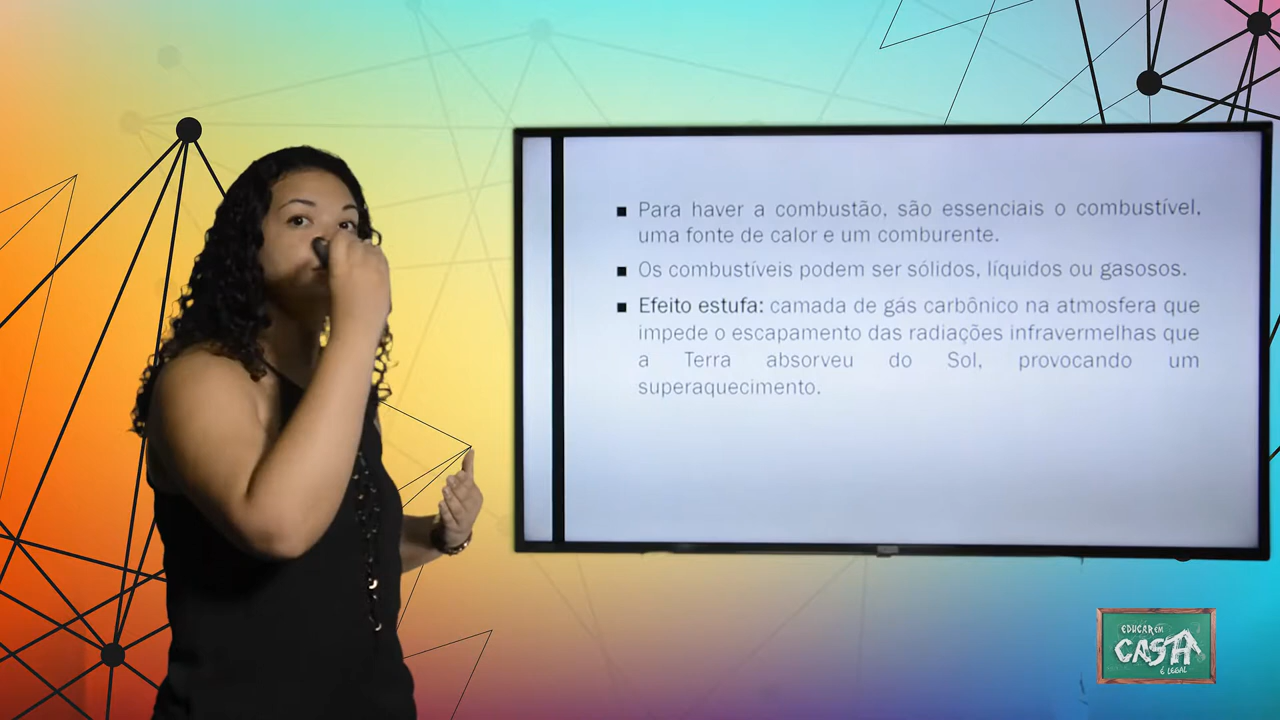 ■ Para haver a combustão, são essenciais o combustível,
uma fonte de calor e um comburente.
■ Os combustíveis podem ser sólidos, líquidos ou gasosos.
■ Efeito estufa: camada de gás carbônico na atmosfera que
impede o escapamento das radiações infravermelhas que
a Terra absorveu do Sol, provocando um
superaquecimento.
EDUCAR EM
CASA
É LEGAL